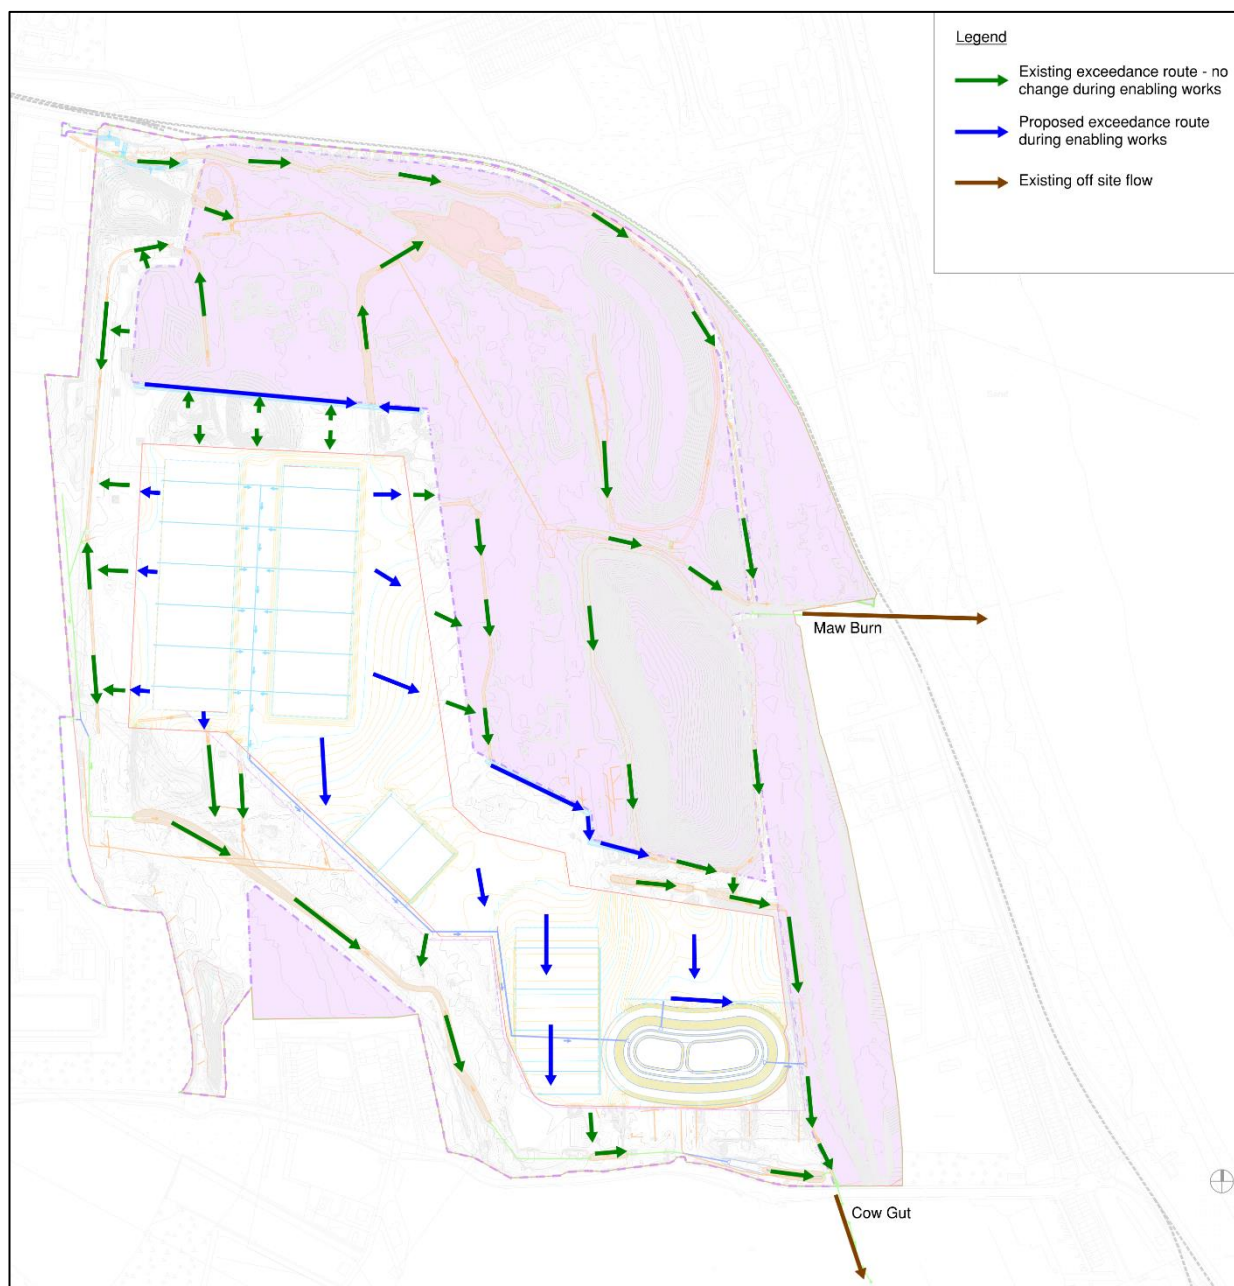 Legend
Existing exceedance route - no
change during enabling works
Proposed exceedance route
during enabling works
Existing off site flow
Maw Burn
Cow Gut